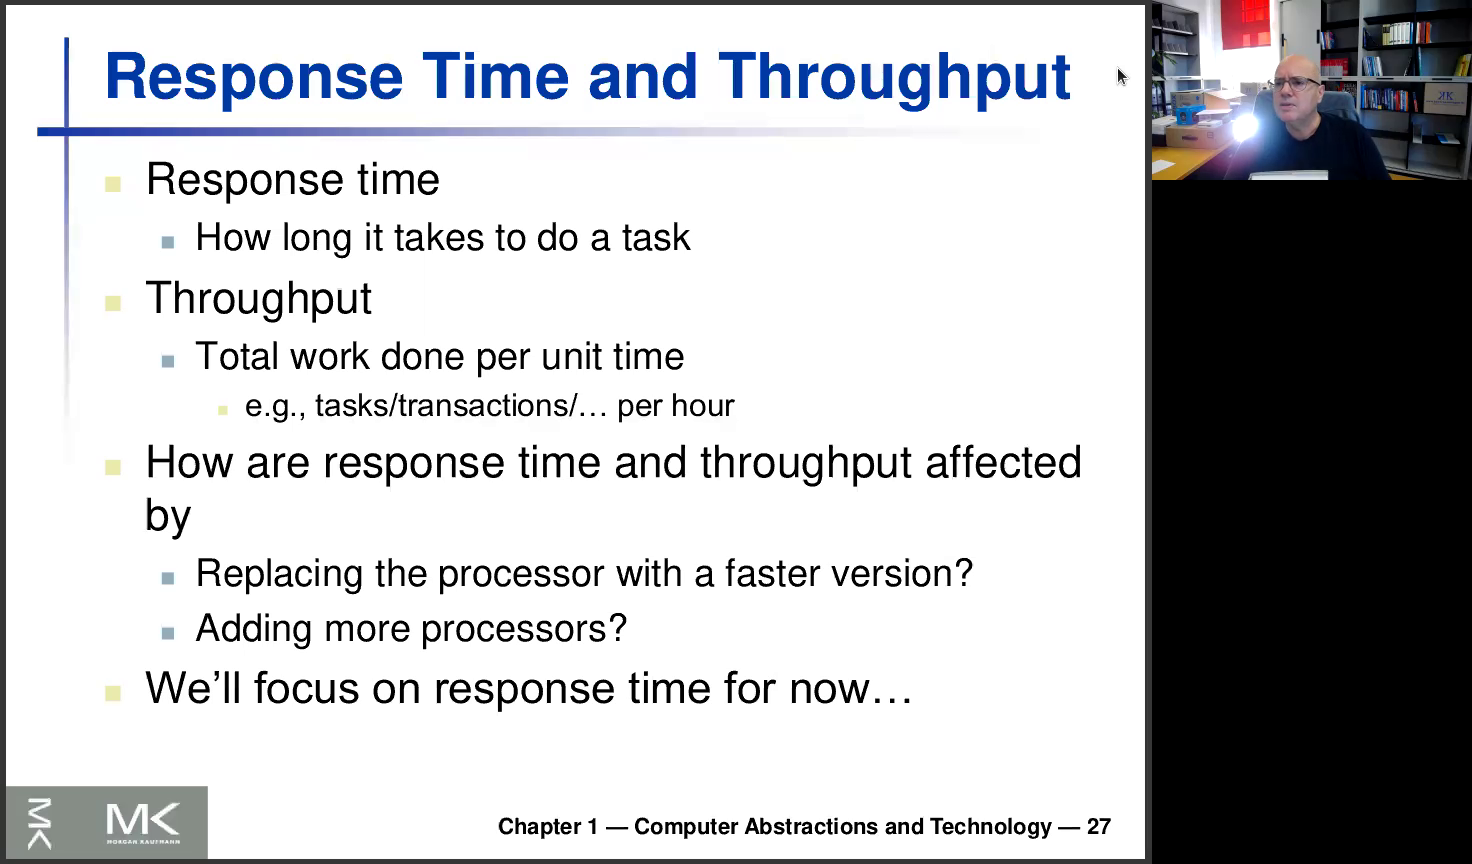 Response Time and Throughput
Response time
How long it takes to do a task
Throughput
Total work done per unit time
e.g., tasks/transactions/… per hour
How are response time and throughput affected
by
Replacing the processor with a faster version?
Adding more processors?
We’ll focus on response time for now…
MK
MK
MORGAN KAUFMANN
Chapter 1 — Computer Abstractions and Technology — 27